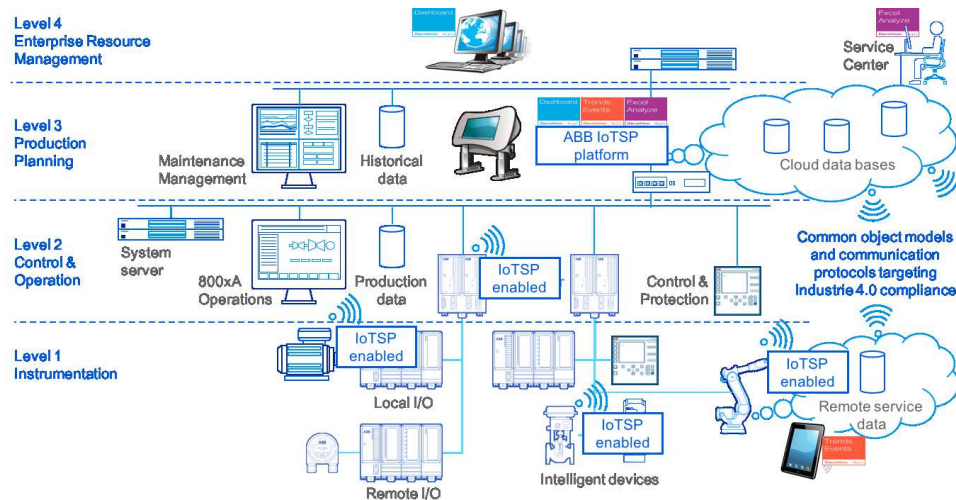 Level 4
Enterprise Resource
Management
Dashboard
Excel
Analyze
Service
Center
Level 3
Production
Planning
Maintenance
Management
Historical
data
Dashboard
Trends
Events
Excel
Analyze
ABB IoTSP
platform
Cloud data bases
Level 2
Control &
Operation
System
server
800xA
Operations
Production
data
IoTSP
enabled
Control &
Protection
Common object models
and communication
protocols targeting
Industrie 4.0 compliance
Level 1
Instrumentation
IoTSP
enabled
Local I/O
IoTSP
enabled
Remote service
data
IoTSP
enabled
Trends
Events
Remote I/O
Intelligent devices